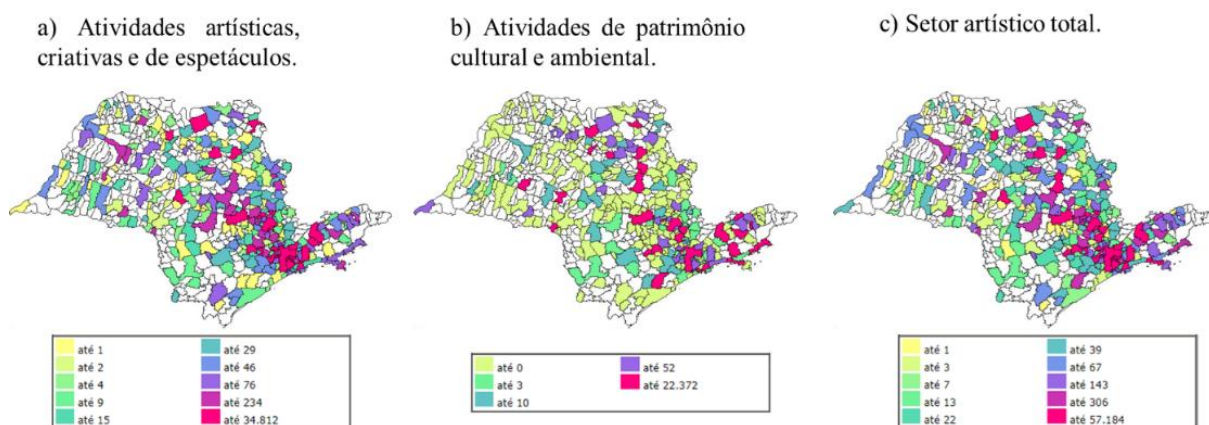 a) Atividades artísticas,
criativas e de espetáculos.
b) Atividades de patrimônio
cultural e ambiental.
c) Setor artístico total.
até 1
até 2
até 4
até 9
até 15
até 29
até 46
até 76
até 234
até 34.812
até 0
até 3
até 10
até 52
até 22.372
até 1
até 3
até 7
até 13
até 22
até 39
até 67
até 143
até 306
até 57.184